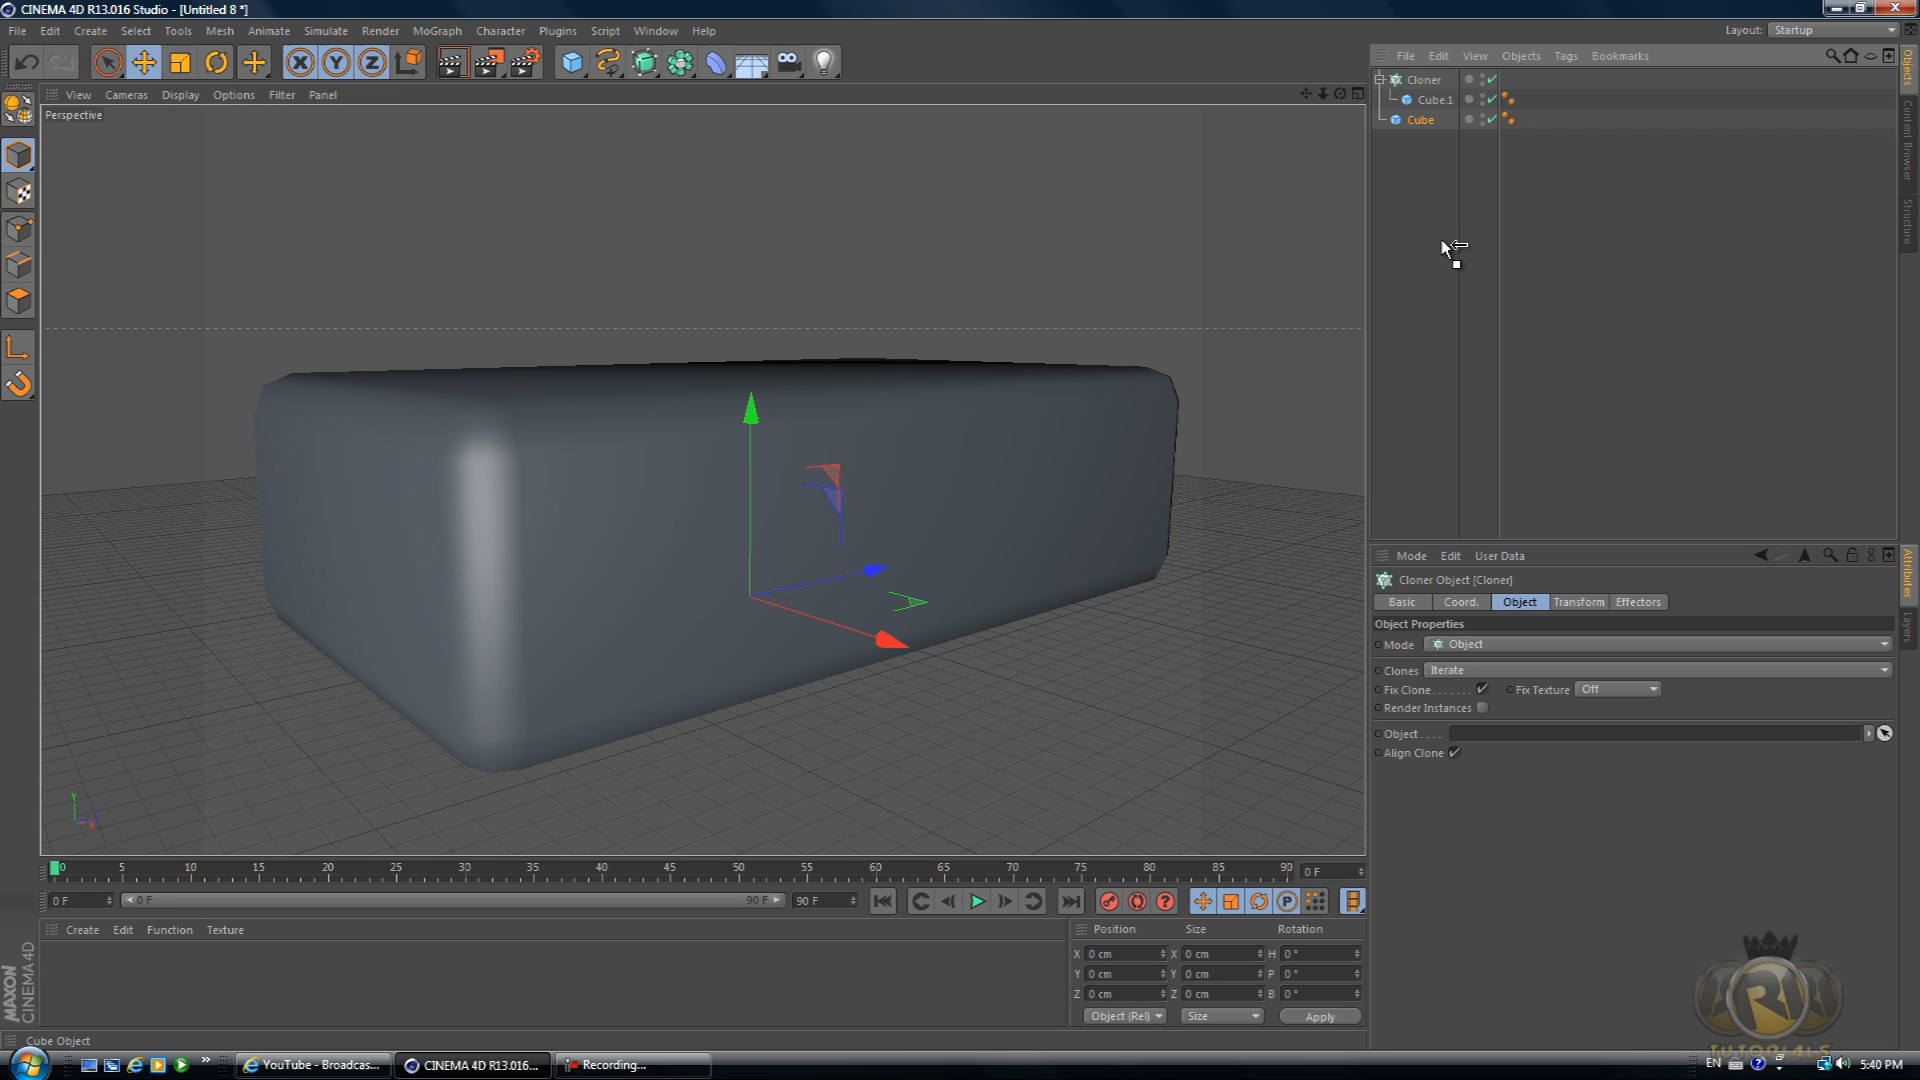 CINEMA 4D R13.016 Studio - [Untitled 8 *]
File Edit Create Select Tools Mesh Animate Simulate Render MoGraph Character Plugins Script Window Help
Layout: Startup
View Cameras Display Options Filter Panel
Perspective
File Edit View Objects Tags Bookmarks
Cloner
Cube.1
Cube
Objects
Content Browser
Structure
Mode Edit User Data
Cloner Object [Cloner]
Basic Coord. Object Transform Effectors
Object Properties
Mode Object
Clones Iterate
Fix Clone....... Fix Texture Off
Render Instances
Object....
Align Clone
Attributes
Layers
Y
X
0 5 10 15 20 25 30 35 40 45 50 55 60 65 70 75 80 85 90 0 F
0 F 0 F 90 F 90 F
Create Edit Function Texture
Position Size Rotation
X 0 cm X 0 cm H 0 °
Y 0 cm Y 0 cm P 0 °
Z 0 cm Z 0 cm B 0 °
Object (Rel) Size Apply
MAXON
CINEMA 4D
Cube Object
TUTORIALS
YouTube - Broadcas... CINEMA 4D R13.016... Recording...
EN 5:40 PM